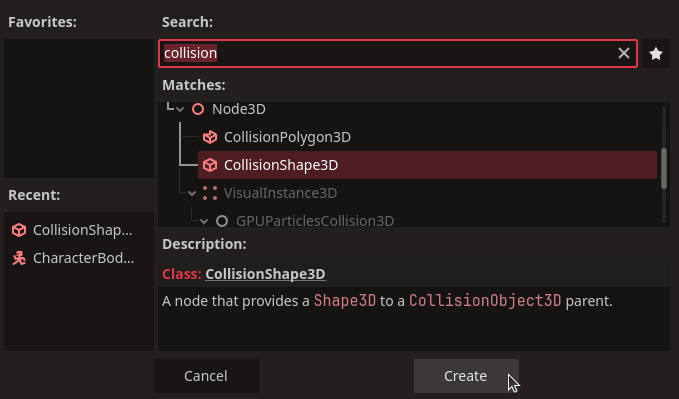 Favorites:
Search:
collision
Matches:
Node3D
CollisionPolygon3D
CollisionShape3D
VisualInstance3D
GPUParticlesCollision3D
Recent:
CollisionShap...
CharacterBod...
Description:
Class: CollisionShape3D
A node that provides a Shape3D to a CollisionObject3D parent.
Cancel
Create